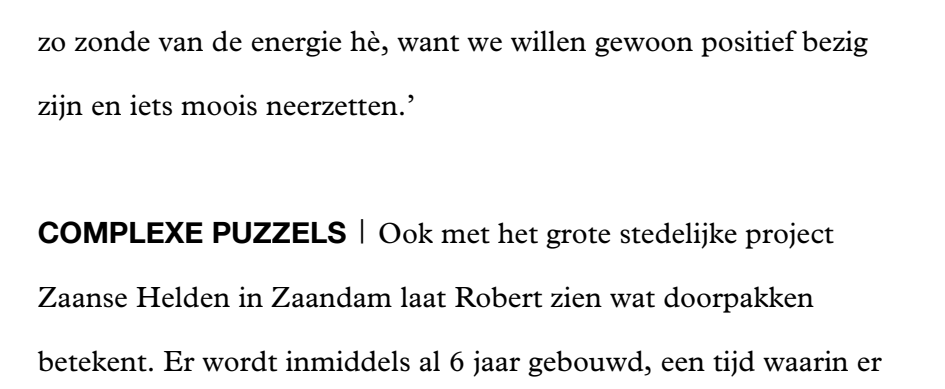 zo zonde van de energie hè, want we willen gewoon positief bezig
zijn en iets moois neerzetten.’
COMPLEXE PUZZELS | Ook met het grote stedelijke project
Zaanse Helden in Zaandam laat Robert zien wat doorpakken
betekent. Er wordt inmiddels al 6 jaar gebouwd, een tijd waarin er